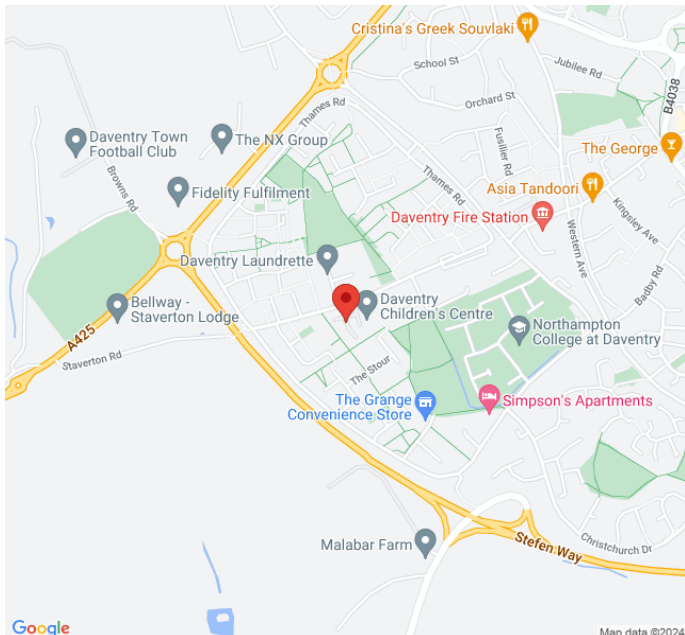 Cristina's Greek Souvlaki
School St
Jubilee Rd
B4038
Orchard St
Thames Rd
Fusilier Rd
Daventry Town
Football Club
The NX Group
The George
Browns Rd
Fidelity Fulfilment
Thames Rd
Asia Tandoori
Kingsley Ave
Daventry Fire Station
Western Ave
Daventry Laundrette
Badby Rd
Bellway -
Staverton Lodge
Daventry
Children's Centre
Northampton
College at Daventry
A425
Staverton Rd
The Stour
The Grange
Convenience Store
Simpson's Apartments
Malabar Farm
Stefen Way
Christchurch Dr
Google
Map data ©2024